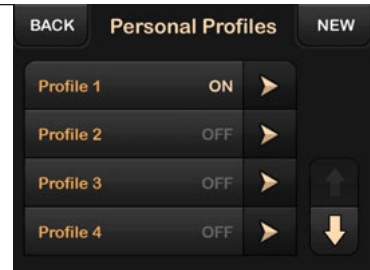 BACK Personal Profiles NEW
Profile 1 ON
Profile 2 OFF
Profile 3 OFF
Profile 4 OFF